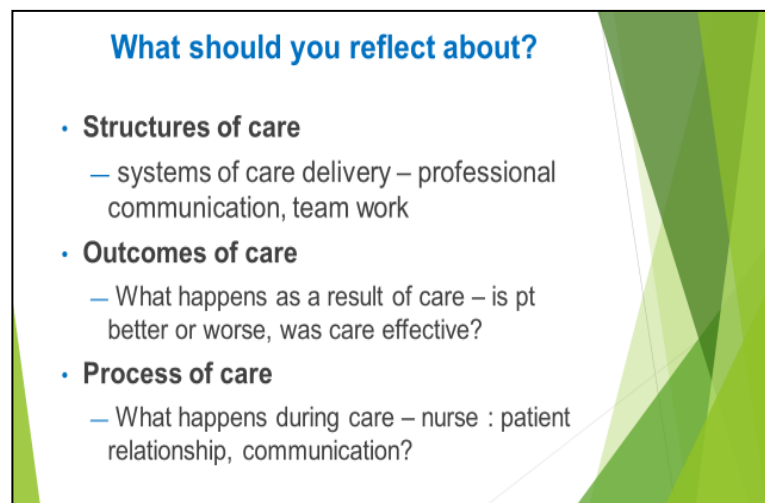 What should you reflect about?
• Structures of care
— systems of care delivery – professional
communication, team work
• Outcomes of care
— What happens as a result of care – is pt
better or worse, was care effective?
• Process of care
— What happens during care – nurse : patient
relationship, communication?